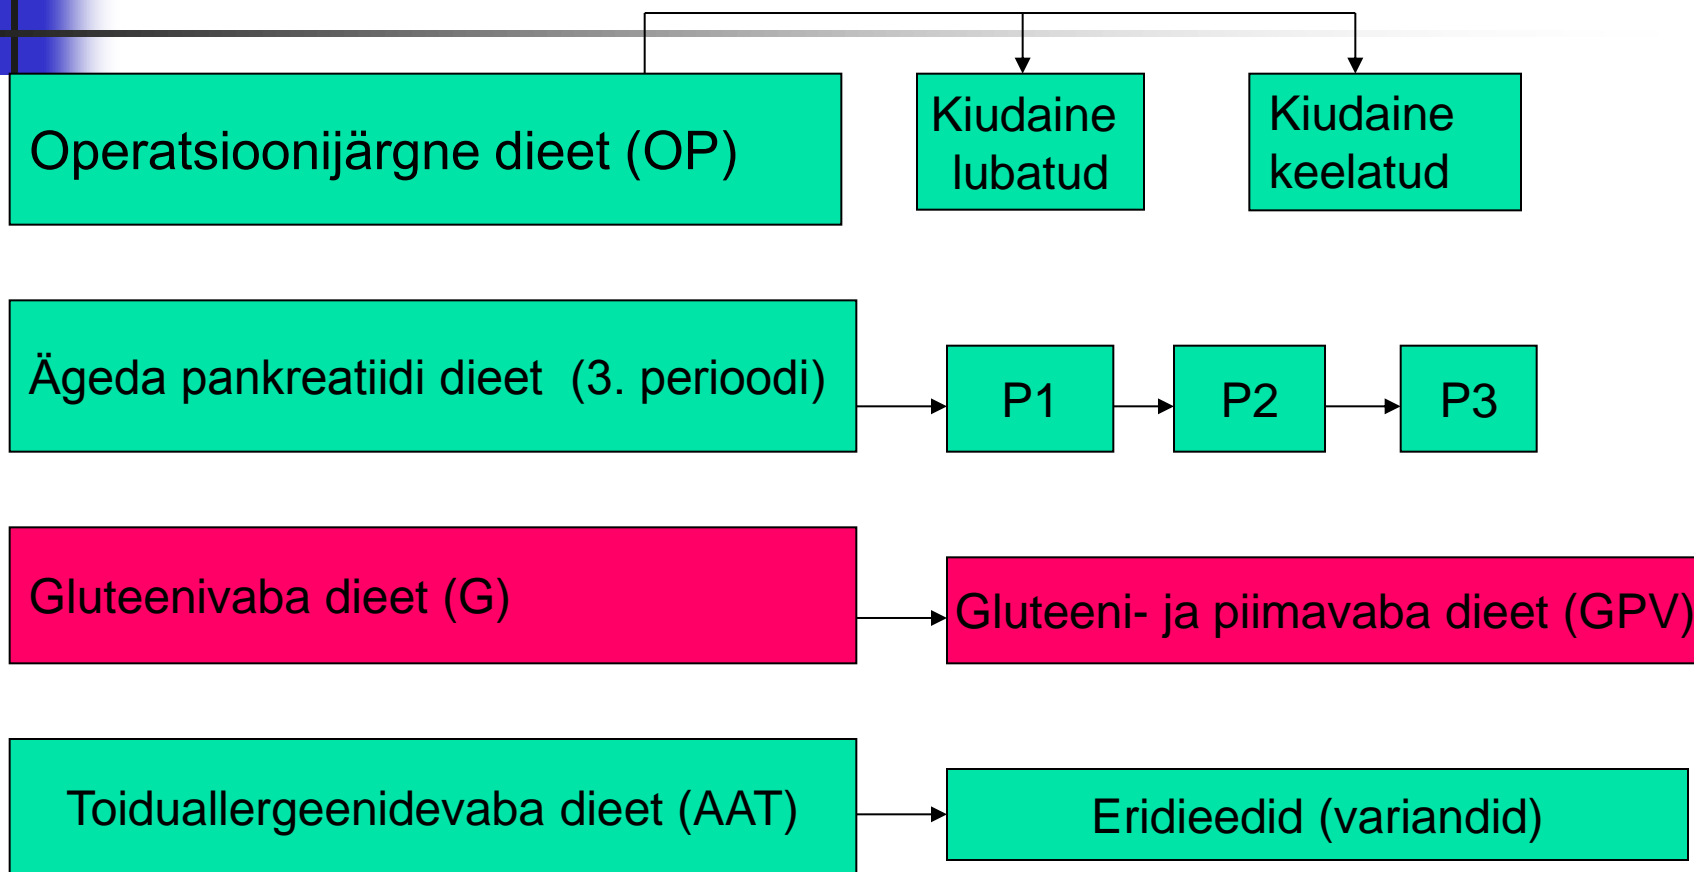 Operatsioonijärgne dieet (OP)
Kiudaine
lubatud
Kiudaine
keelatud
Ägeda pankreatiidi dieet  (3. perioodi)
P1
P2
P3
Gluteenivaba dieet (G)
Gluteeni- ja piimavaba dieet (GPV)
Toiduallergeenidevaba dieet (AAT)
Eridieedid (variandid)